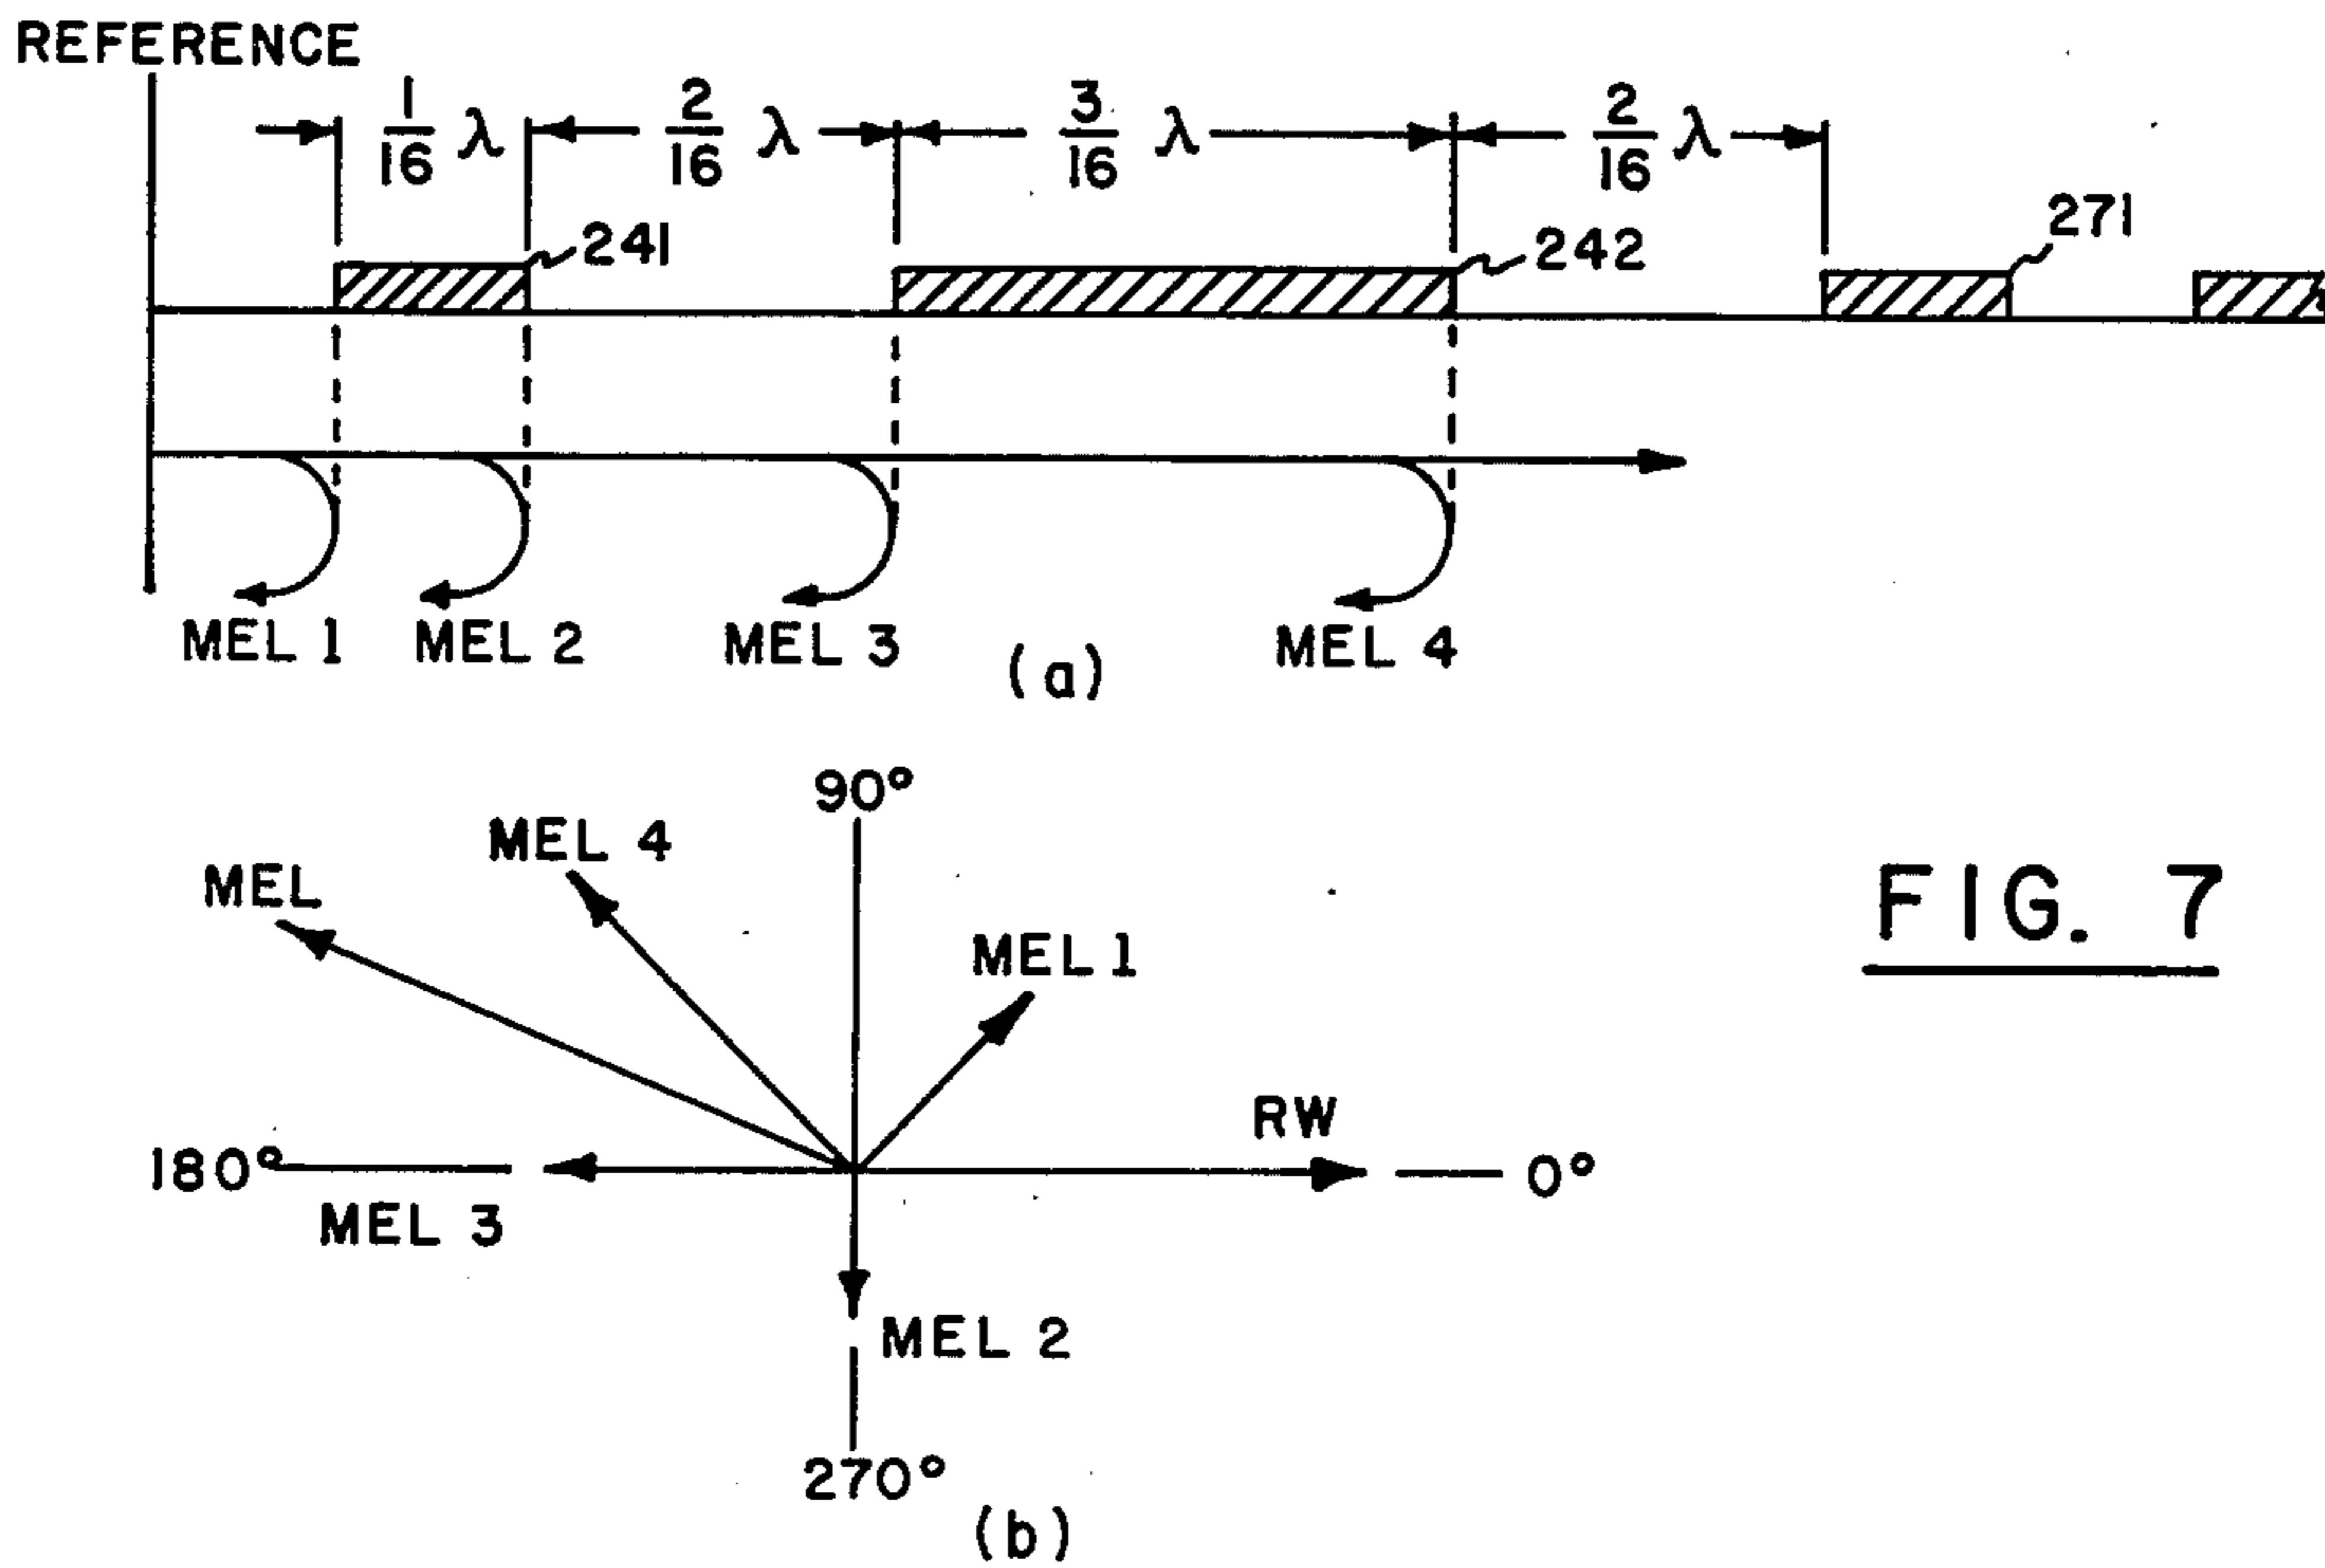 REFERENCE
1/16 λ
2/16 λ
3/16 λ
2/16 λ
241
242
271
MEL 1
MEL 2
MEL 3
MEL 4
(a)
90°
MEL 4
MEL
MEL 1
FIG. 7
RW
180°
0°
MEL 3
MEL 2
270°
(b)